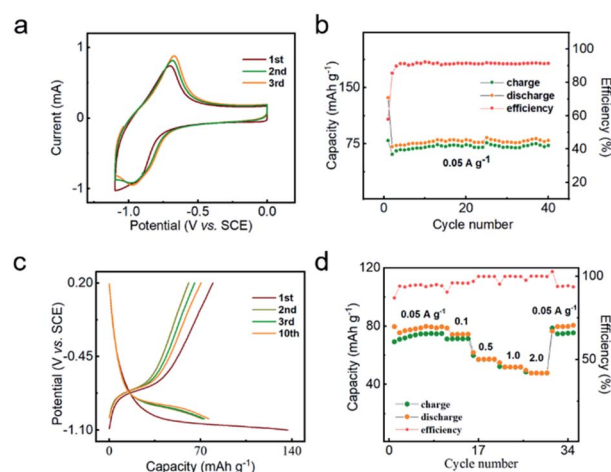 a
1
0
-1
Current (mA)
-1.0
-0.5
0.0
Potential (V vs. SCE)
1st
2nd
3rd
b
150
75
Capacity (mAh g⁻¹)
100
80
60
40
Efficiency (%)
0
20
40
Cycle number
charge
discharge
efficiency
0.05 A g⁻¹
c
0.20
-0.45
-1.10
Potential (V vs. SCE)
0
70
140
Capacity (mAh g⁻¹)
1st
2nd
3rd
10th
d
120
80
40
Capacity (mAh g⁻¹)
100
50
0
Efficiency (%)
0
17
34
Cycle number
0.05 A g⁻¹
0.1
0.5
1.0
2.0
0.05 A g⁻¹
charge
discharge
efficiency